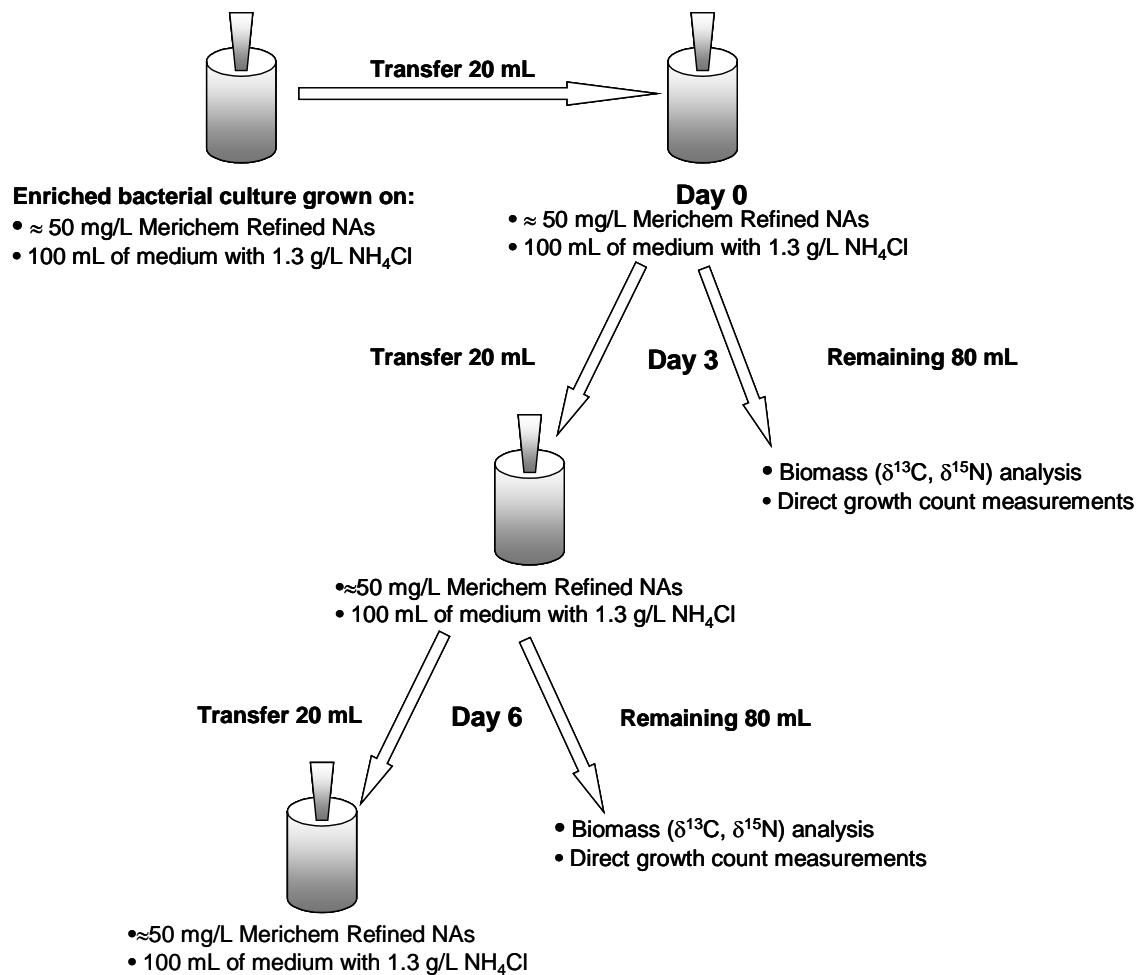 Transfer 20 mL
Enriched bacterial culture grown on:
• ≈ 50 mg/L Merichem Refined NAs
• 100 mL of medium with 1.3 g/L NH₄Cl
Day 0
• ≈ 50 mg/L Merichem Refined NAs
• 100 mL of medium with 1.3 g/L NH₄Cl
Transfer 20 mL
Day 3
Remaining 80 mL
• Biomass (δ¹³C, δ¹⁵N) analysis
• Direct growth count measurements
•≈50 mg/L Merichem Refined NAs
• 100 mL of medium with 1.3 g/L NH₄Cl
Transfer 20 mL
Day 6
Remaining 80 mL
• Biomass (δ¹³C, δ¹⁵N) analysis
• Direct growth count measurements
•≈50 mg/L Merichem Refined NAs
• 100 mL of medium with 1.3 g/L NH₄Cl